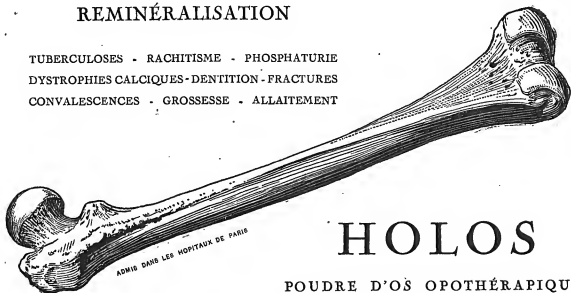 REMINÉRALISATION
TUBERCULOSES - RACHITISME - PHOSPHATURIE
DYSTROPHIES CALCIQUES - DENTITION - FRACTURES
CONVALESCENCES - GROSSESSE - ALLAITEMENT
ADMIS DANS LES HOPITAUX DE PARIS
HOLOS
POUDRE D'OS OPOTHÉRAPIQU